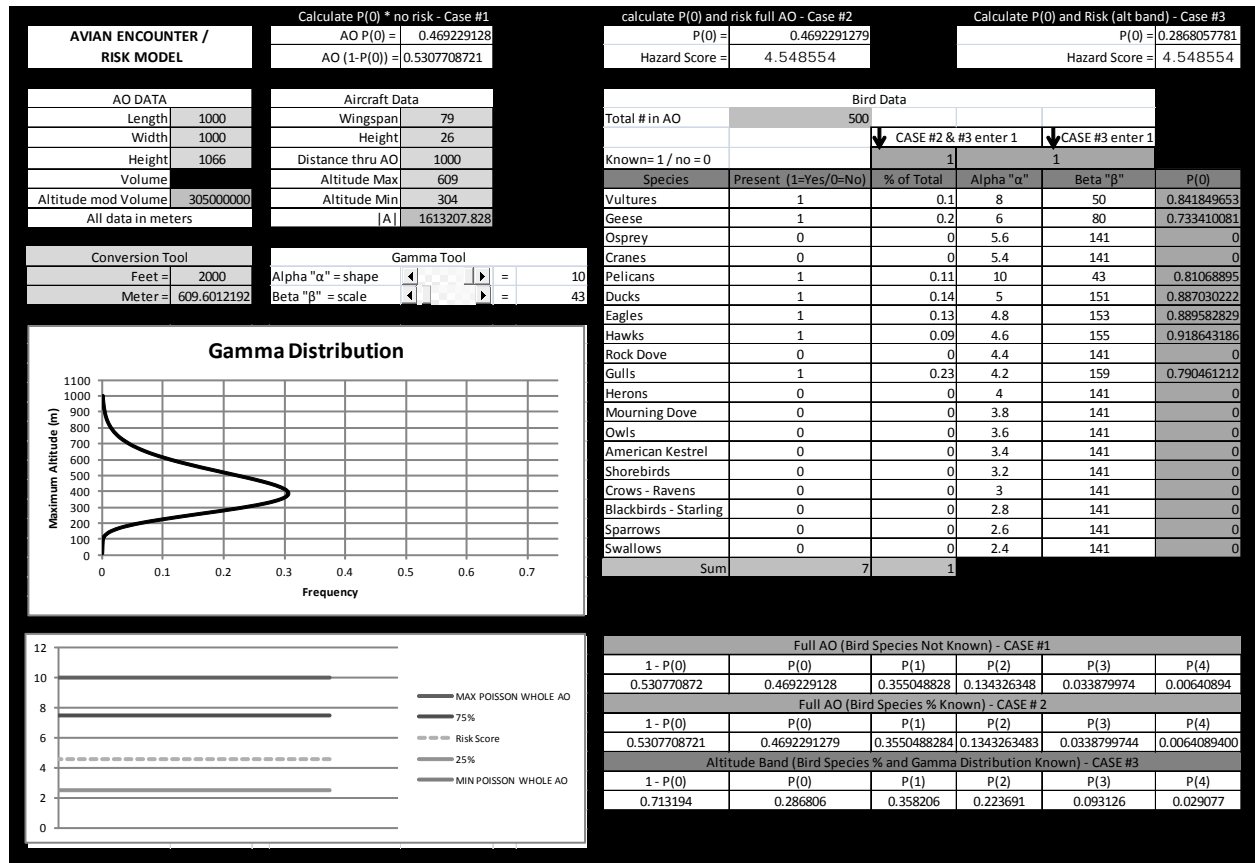 Calculate P(0) * no risk - Case #1
calculate P(0) and risk full AO - Case #2
Calculate P(0) and Risk (alt band) - Case #3
AVIAN ENCOUNTER /
RISK MODEL
AO P(0) = 0.469229128
AO (1-P(0)) = 0.5307708721
P(0) = 0.4692291279
Hazard Score = 4.548554
P(0) = 0.2868057781
Hazard Score = 4.548554
AO DATA
Length 1000
Width 1000
Height 1066
Volume
Altitude mod Volume 305000000
All data in meters
Aircraft Data
Wingspan 79
Height 26
Distance thru AO 1000
Altitude Max 609
Altitude Min 304
|A| 1613207.828
Conversion Tool
Feet = 2000
Meter = 609.6012192
Gamma Tool
Alpha "α" = shape = 10
Beta "β" = scale = 43
Gamma Distribution
Maximum Altitude (m)
1100
1000
900
800
700
600
500
400
300
200
100
0
0 0.1 0.2 0.3 0.4 0.5 0.6 0.7
Frequency
12
10
8
6
4
2
0
MAX POISSON WHOLE AO
75%
Risk Score
25%
MIN POISSON WHOLE AO
Bird Data
Total # in AO 500
CASE #2 & #3 enter 1 CASE #3 enter 1
Known= 1 / no = 0 1 1
Species Present (1=Yes/0=No) % of Total Alpha "α" Beta "β" P(0)
Vultures 1 0.1 8 50 0.841849653
Geese 1 0.2 6 80 0.733410081
Osprey 0 0 5.6 141 0
Cranes 0 0 5.4 141 0
Pelicans 1 0.11 10 43 0.81068895
Ducks 1 0.14 5 151 0.887030222
Eagles 1 0.13 4.8 153 0.889582829
Hawks 1 0.09 4.6 155 0.918643186
Rock Dove 0 0 4.4 141 0
Gulls 1 0.23 4.2 159 0.790461212
Herons 0 0 4 141 0
Mourning Dove 0 0 3.8 141 0
Owls 0 0 3.6 141 0
American Kestrel 0 0 3.4 141 0
Shorebirds 0 0 3.2 141 0
Crows - Ravens 0 0 3 141 0
Blackbirds - Starling 0 0 2.8 141 0
Sparrows 0 0 2.6 141 0
Swallows 0 0 2.4 141 0
Sum 7 1
Full AO (Bird Species Not Known) - CASE #1
1 - P(0) P(0) P(1) P(2) P(3) P(4)
0.530770872 0.469229128 0.355048828 0.134326348 0.033879974 0.00640894
Full AO (Bird Species % Known) - CASE # 2
1 - P(0) P(0) P(1) P(2) P(3) P(4)
0.5307708721 0.4692291279 0.3550488284 0.1343263483 0.0338799744 0.0064089400
Altitude Band (Bird Species % and Gamma Distribution Known) - CASE #3
1 - P(0) P(0) P(1) P(2) P(3) P(4)
0.713194 0.286806 0.358206 0.223691 0.093126 0.029077